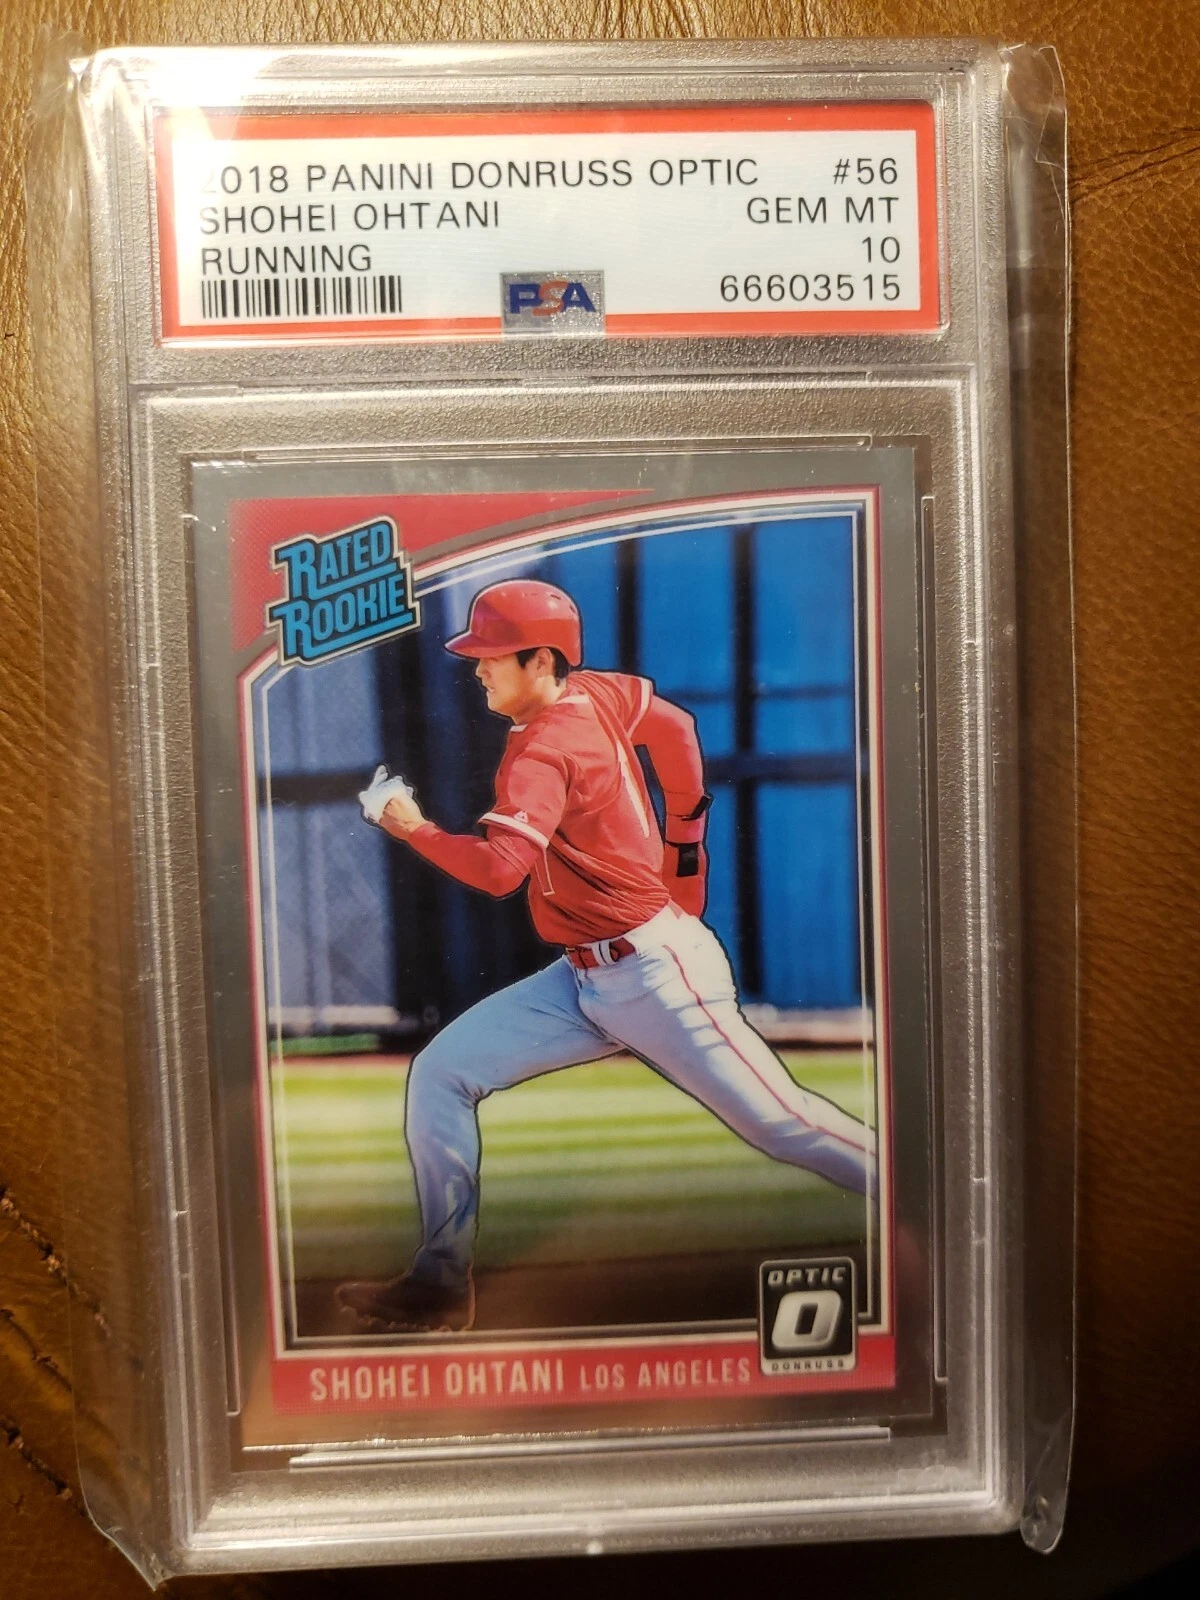 2018 PANINI DONRUSS OPTIC #56
SHOHEI OHTANI GEM MT
RUNNING 10
PSA 66603515
RATED
ROOKIE
OPTIC
O
DONRUSS
SHOHEI OHTANI LOS ANGELES